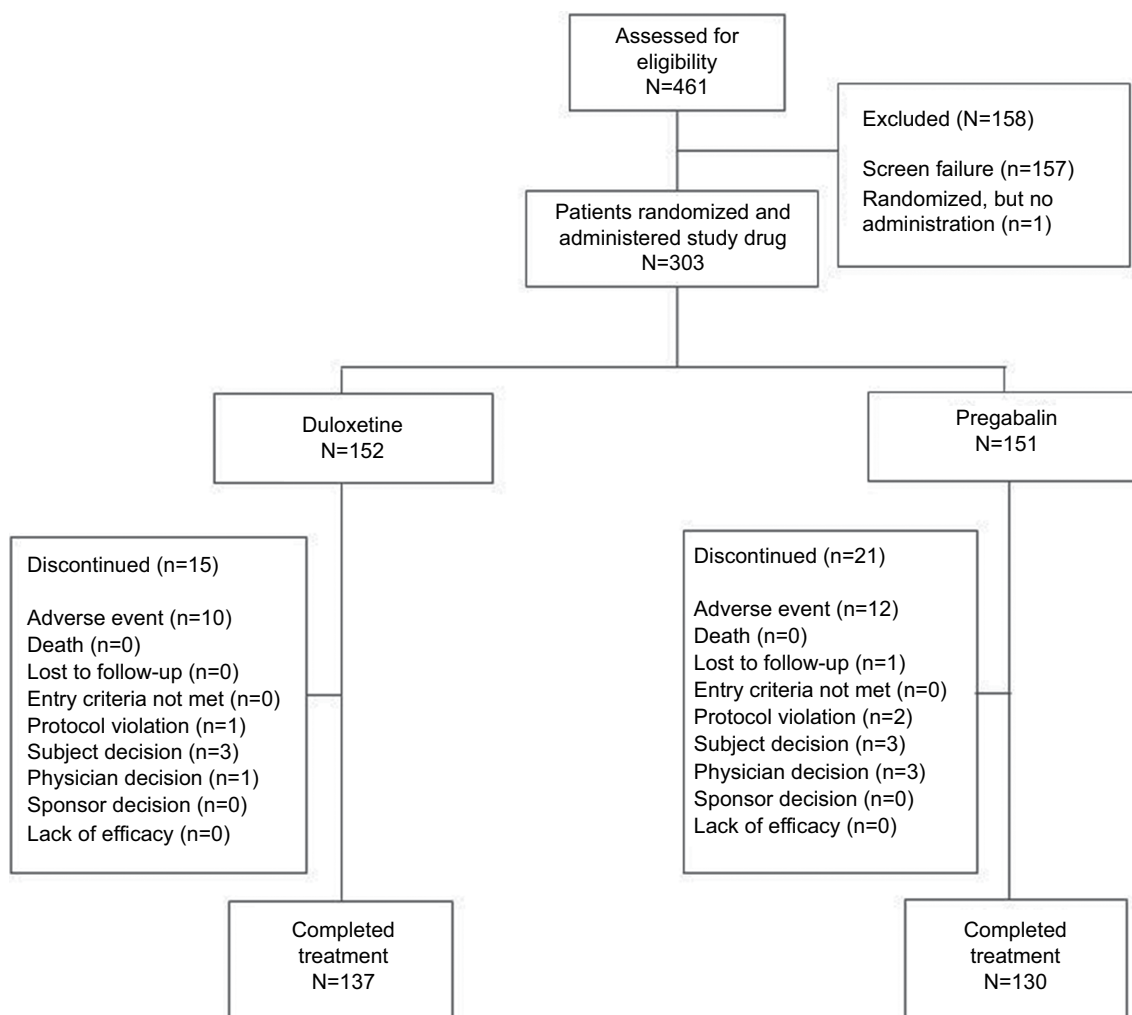 Assessed for
eligibility
N=461
Excluded (N=158)
Screen failure (n=157)
Randomized, but no
administration (n=1)
Patients randomized and
administered study drug
N=303
Duloxetine
N=152
Pregabalin
N=151
Discontinued (n=15)
Adverse event (n=10)
Death (n=0)
Lost to follow-up (n=0)
Entry criteria not met (n=0)
Protocol violation (n=1)
Subject decision (n=3)
Physician decision (n=1)
Sponsor decision (n=0)
Lack of efficacy (n=0)
Discontinued (n=21)
Adverse event (n=12)
Death (n=0)
Lost to follow-up (n=1)
Entry criteria not met (n=0)
Protocol violation (n=2)
Subject decision (n=3)
Physician decision (n=3)
Sponsor decision (n=0)
Lack of efficacy (n=0)
Completed
treatment
N=137
Completed
treatment
N=130